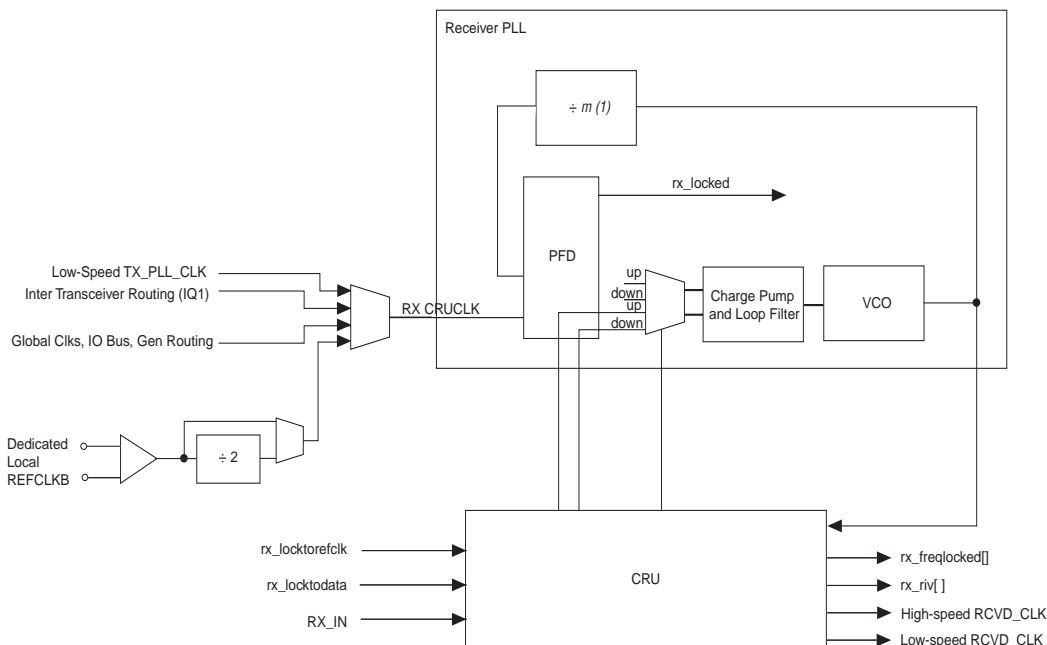 Receiver PLL
÷ m (1)
rx_locked
PFD
Low-Speed TX_PLL_CLK
Inter Transceiver Routing (IQ1)
Global Clks, IO Bus, Gen Routing
RX_CRUCLK
up
down
up
down
Charge Pump
and Loop Filter
VCO
Dedicated
Local
REFCLKB
÷ 2
rx_locktorefclk
rx_locktodata
RX_IN
CRU
rx_freqlocked[]
rx_riv[ ]
High-speed RCVD_CLK
Low-speed RCVD_CLK